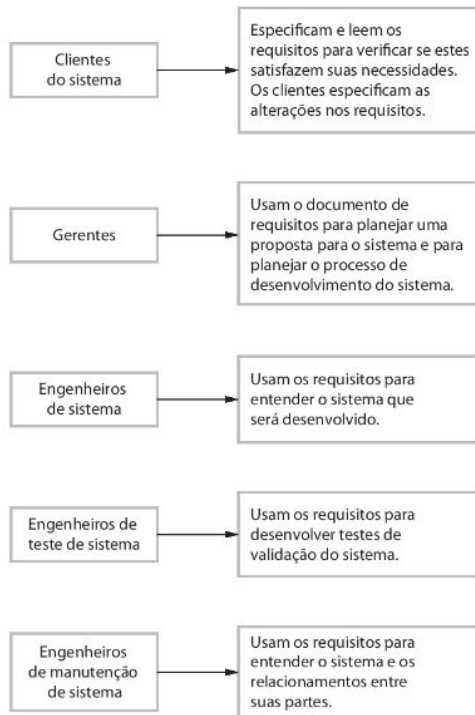 Clientes
do sistema
Especificam e leem os
requisitos para verificar se estes
satisfazem suas necessidades.
Os clientes especificam as
alterações nos requisitos.
Gerentes
Usam o documento de
requisitos para planejar uma
proposta para o sistema e para
planejar o processo de
desenvolvimento do sistema.
Engenheiros
de sistema
Usam os requisitos para
entender o sistema que
será desenvolvido.
Engenheiros de
teste de sistema
Usam os requisitos para
desenvolver testes de
validação do sistema.
Engenheiros
de manutenção
de sistema
Usam os requisitos para
entender o sistema e os
relacionamentos entre
suas partes.